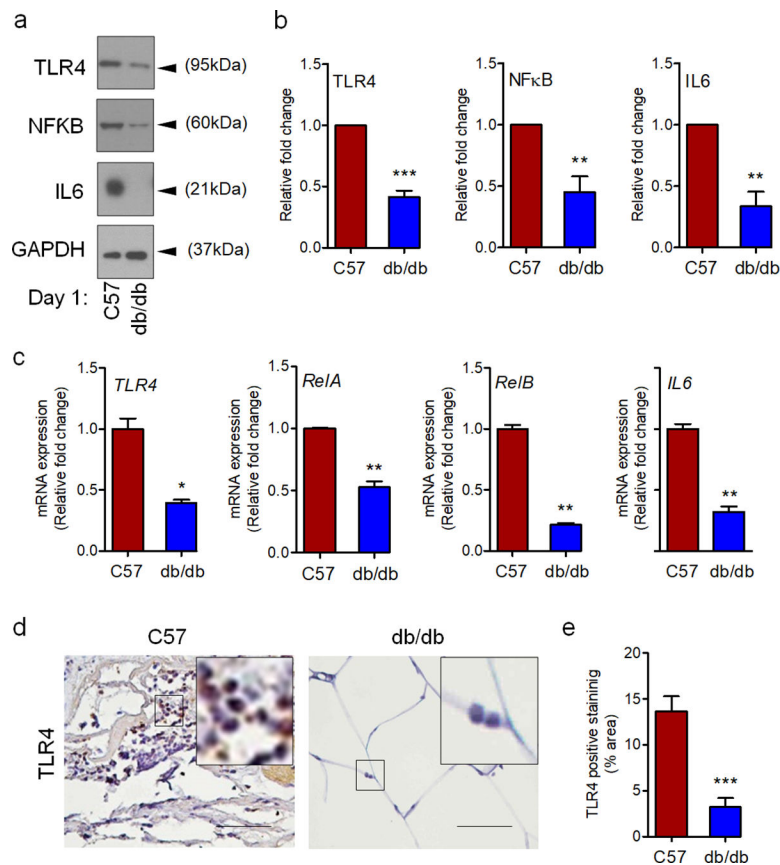 a
TLR4
(95kDa)
NFKB
(60kDa)
IL6
(21kDa)
GAPDH
(37kDa)
Day 1:
C57
db/db
b
Relative fold change
1.5
1.0
0.5
0.0
TLR4
***
C57
db/db
Relative fold change
1.5
1.0
0.5
0.0
NFκB
**
C57
db/db
Relative fold change
1.5
1.0
0.5
0.0
IL6
**
C57
db/db
c
mRNA expression
(Relative fold change)
1.5
1.0
0.5
0.0
TLR4
*
C57
db/db
mRNA expression
(Relative fold change)
1.5
1.0
0.5
0.0
RelA
**
C57
db/db
mRNA expression
(Relative fold change)
1.5
1.0
0.5
0.0
RelB
**
C57
db/db
mRNA expression
(Relative fold change)
IL6
**
C57
db/db
d
C57
db/db
TLR4
e
TLR4 positive staininig
(% area)
20
15
10
5
0
***
C57
db/db